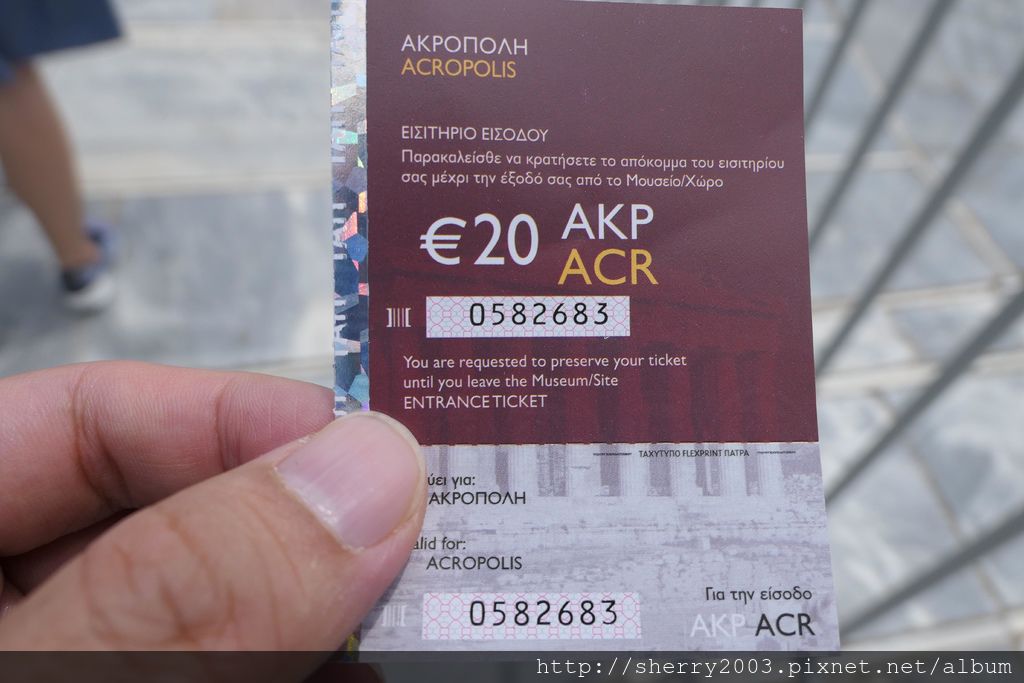 ΑΚΡΟΠΟΛΗ
ACROPOLIS
ΕΙΣΙΤΗΡΙΟ ΕΙΣΟΔΟΥ
Παρακαλείσθε να κρατήσετε το απόκομμα του εισιτηρίου
σας μέχρι την έξοδό σας από το Μουσείο/Χώρο
€20 ΑΚΡ
ACR
0582683
You are requested to preserve your ticket
until you leave the Museum/Site
ENTRANCE TICKET
ΤΑΧΥΤΥΠΟ FLEXPRINT ΠΑΤΡΑ
για:
ΑΚΡΟΠΟΛΗ
for:
ACROPOLIS
Για την είσοδο
0582683
ΑΚΡ ACR
http://sherry2003.pixnet.net/album